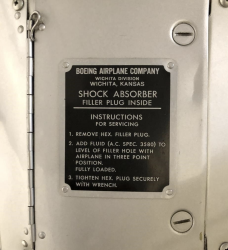 BOEING AIRPLANE COMPANY
WICHITA DIVISION
WICHITA, KANSAS
SHOCK ABSORBER
FILLER PLUG INSIDE
INSTRUCTIONS
FOR SERVICING
1. REMOVE HEX. FILLER PLUG.
2. ADD FLUID (A.C. SPEC. 3580) TO
LEVEL OF FILLER HOLE WITH
AIRPLANE IN THREE POINT
POSITION.
FULLY LOADED.
3. TIGHTEN HEX. PLUG SECURELY
WITH WRENCH.